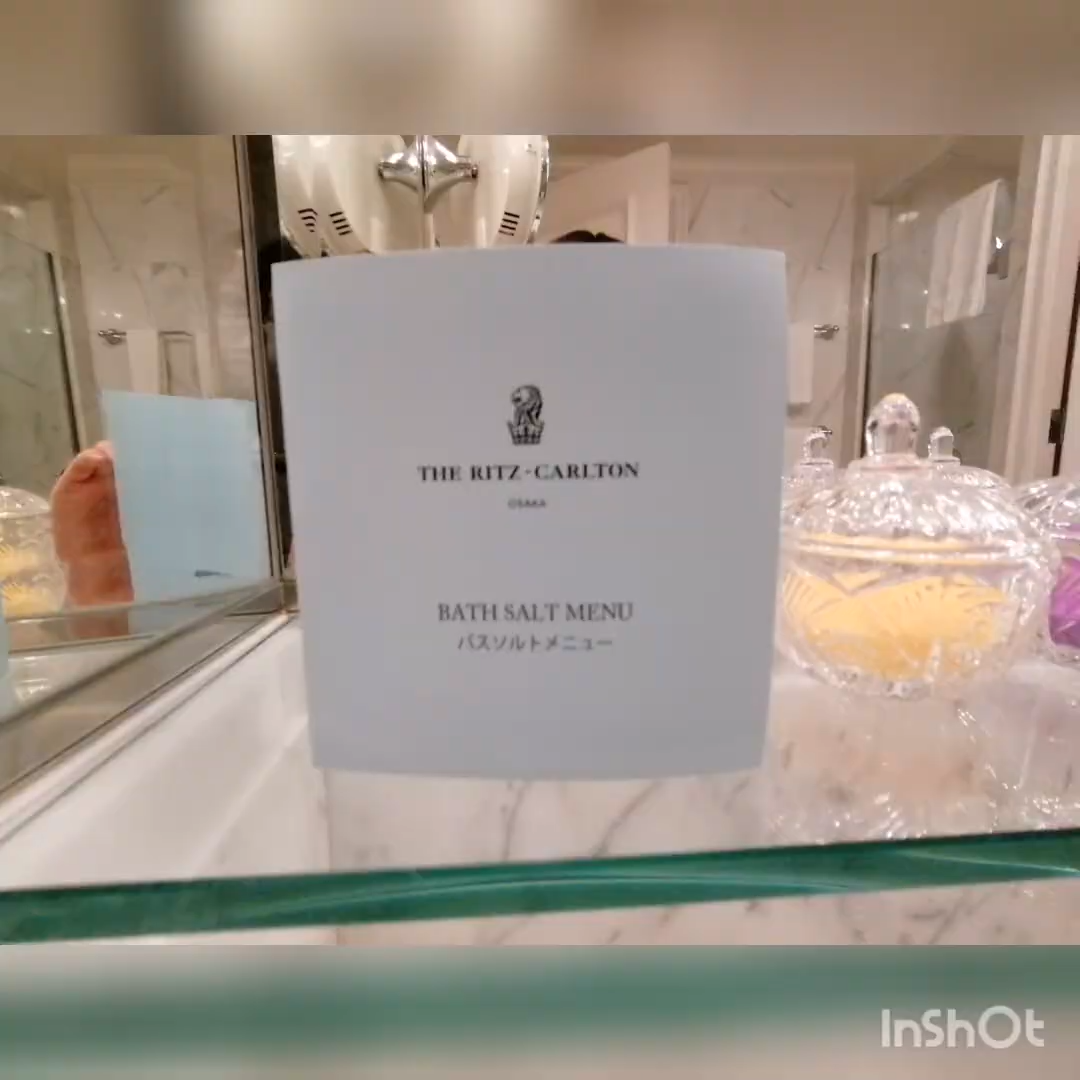 THE RITZ-CARLTON
OSAKA
BATH SALT MENU
バスソルトメニュー
InShOt